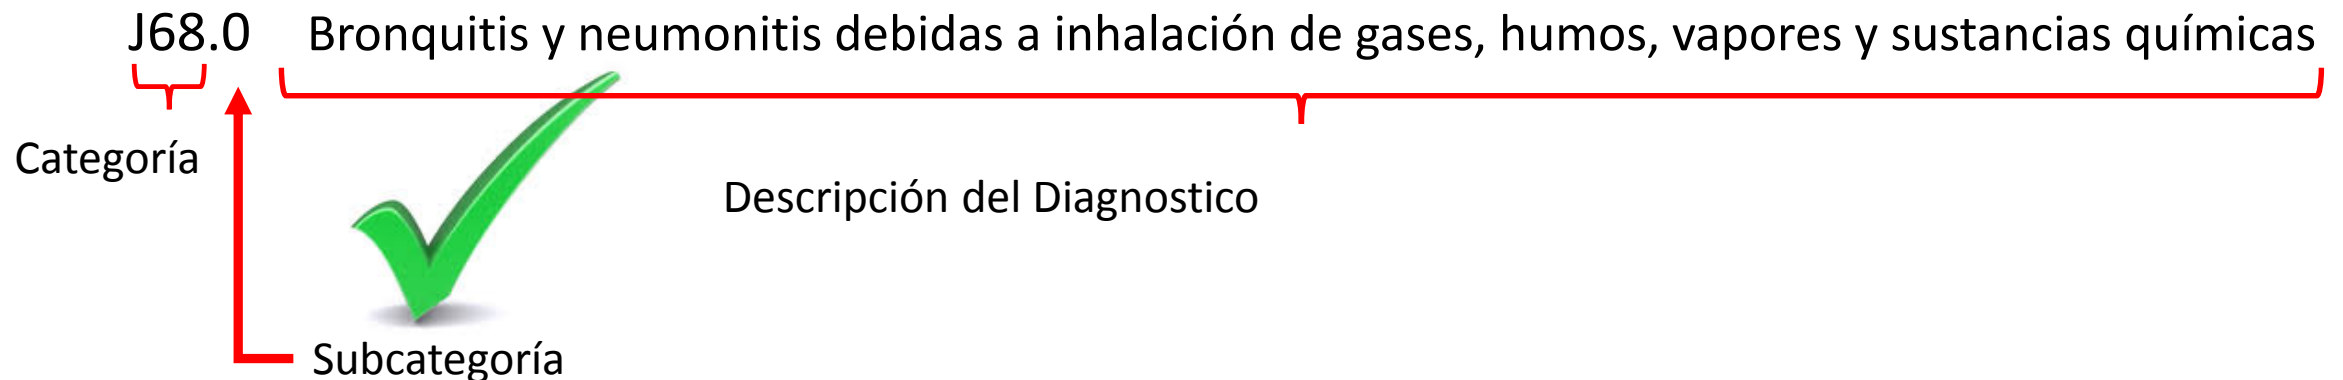 J68.0 Bronquitis y neumonitis debidas a inhalación de gases, humos, vapores y sustancias químicas
Categoría
Descripción del Diagnostico
Subcategoría